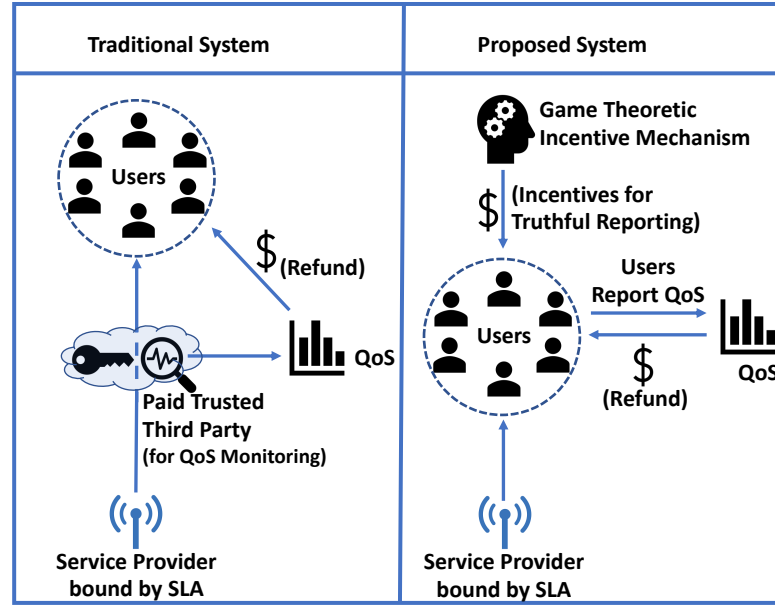 Traditional System
Users
$
(Refund)
QoS
Paid Trusted
Third Party
(for QoS Monitoring)
Service Provider
bound by SLA
Proposed System
Game Theoretic
Incentive Mechanism
$
(Incentives for
Truthful Reporting)
Users
Report QoS
Users
$
(Refund)
QoS
Service Provider
bound by SLA